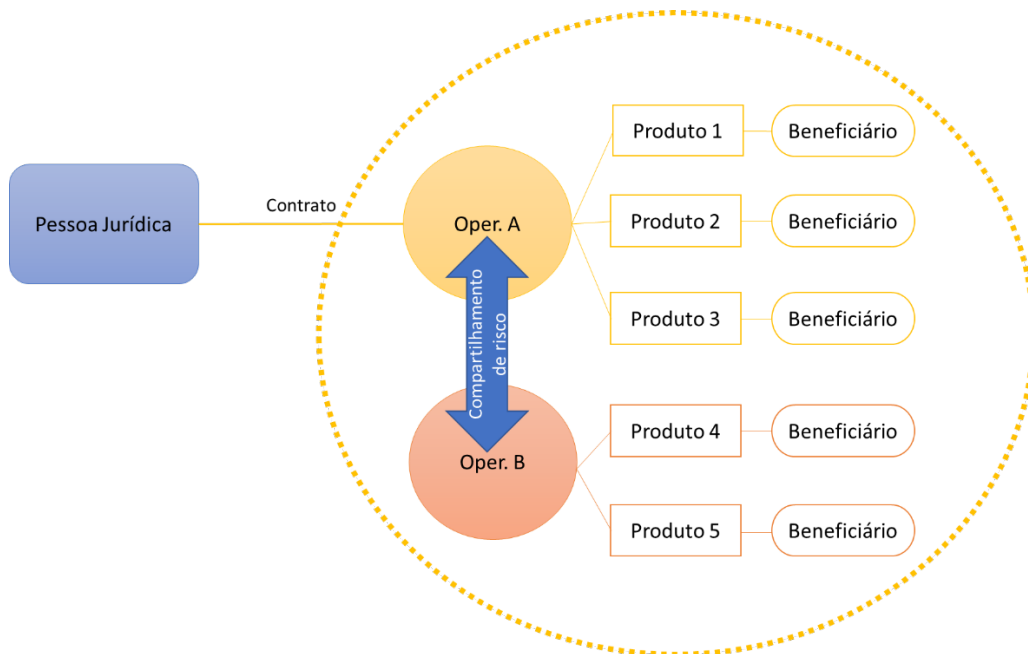 Pessoa Jurídica
Contrato
Oper. A
Compartilhamento
de risco
Oper. B
Produto 1
Beneficiário
Produto 2
Beneficiário
Produto 3
Beneficiário
Produto 4
Beneficiário
Produto 5
Beneficiário